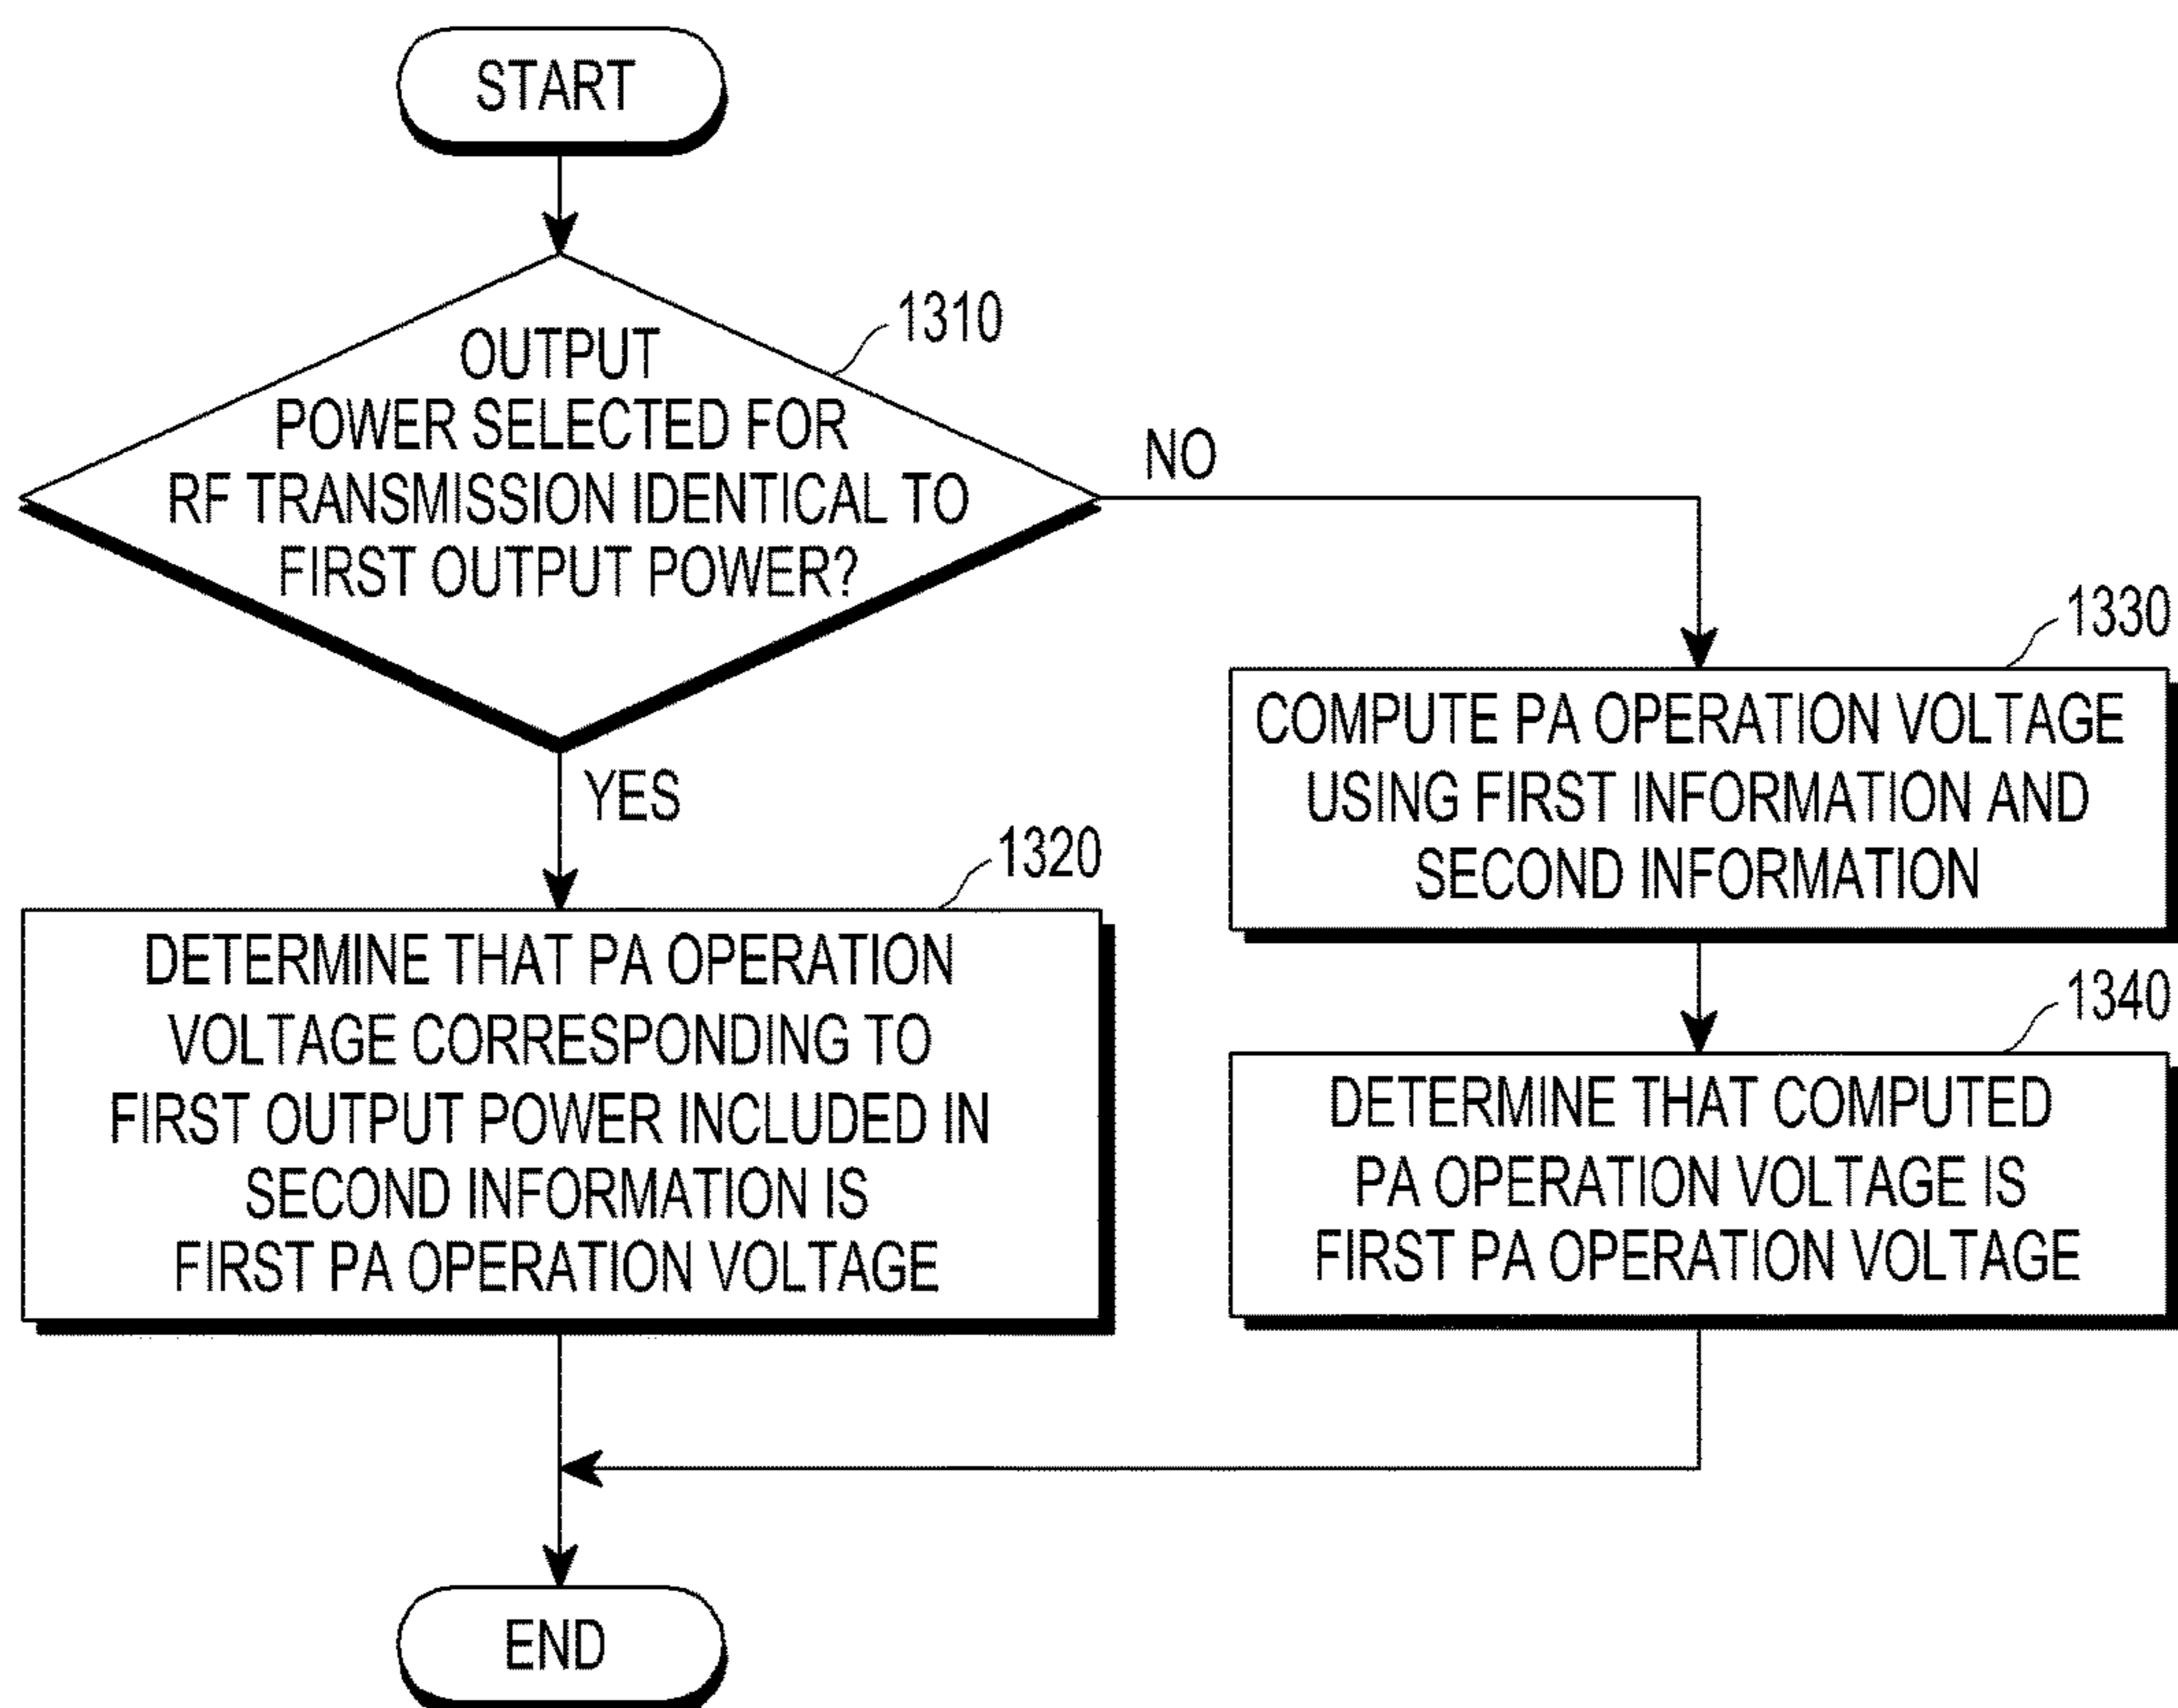 START
1310
OUTPUT
POWER SELECTED FOR
RF TRANSMISSION IDENTICAL TO
FIRST OUTPUT POWER?
NO
YES
1330
COMPUTE PA OPERATION VOLTAGE
USING FIRST INFORMATION AND
SECOND INFORMATION
1320
DETERMINE THAT PA OPERATION
VOLTAGE CORRESPONDING TO
FIRST OUTPUT POWER INCLUDED IN
SECOND INFORMATION IS
FIRST PA OPERATION VOLTAGE
1340
DETERMINE THAT COMPUTED
PA OPERATION VOLTAGE IS
FIRST PA OPERATION VOLTAGE
END